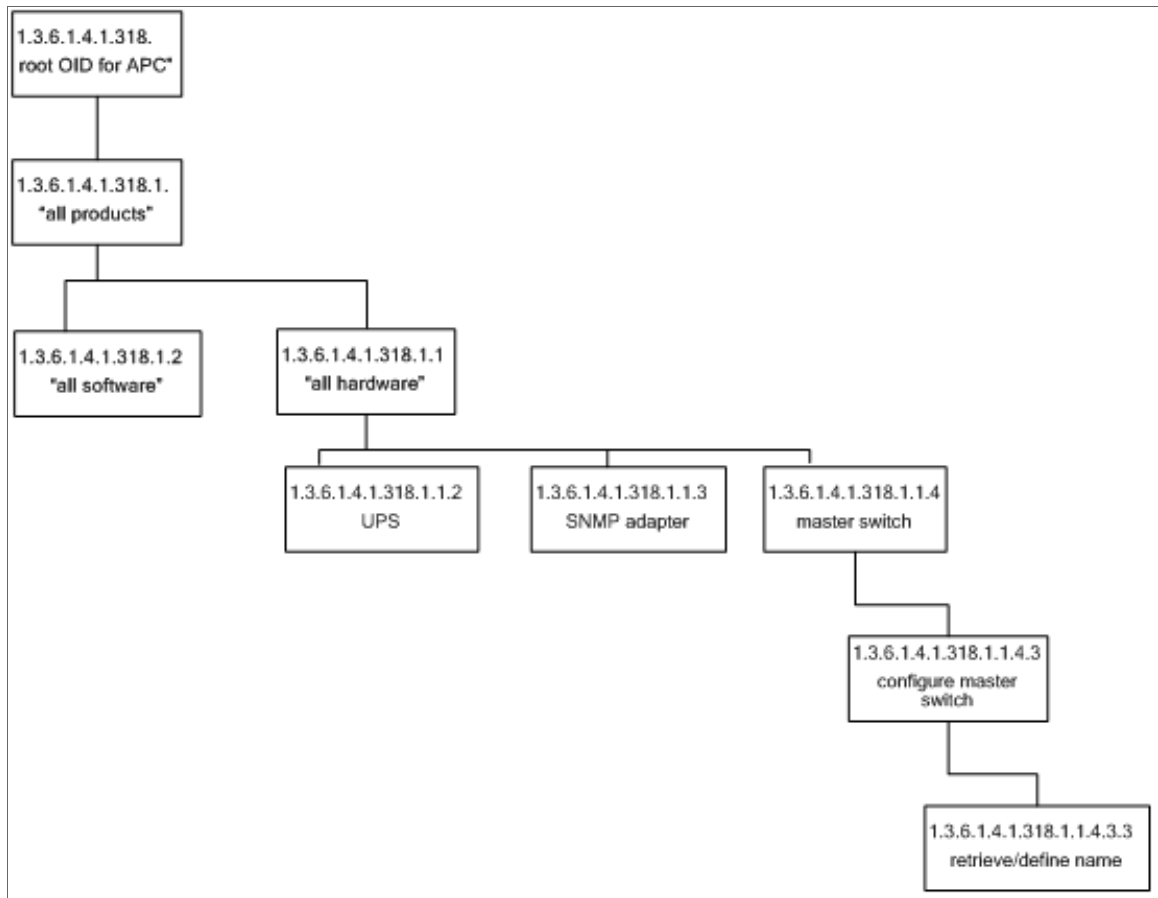 1.3.6.1.4.1.318.
root OID for APC"
1.3.6.1.4.1.318.1.
"all products"
1.3.6.1.4.1.318.1.2
"all software"
1.3.6.1.4.1.318.1.1
"all hardware"
1.3.6.1.4.1.318.1.1.2
UPS
1.3.6.1.4.1.318.1.1.3
SNMP adapter
1.3.6.1.4.1.318.1.1.4
master switch
1.3.6.1.4.1.318.1.1.4.3
configure master
switch
1.3.6.1.4.1.318.1.1.4.3.3
retrieve/define name